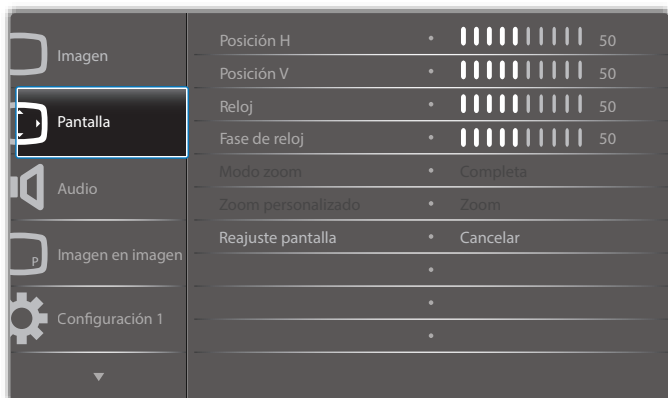 Imagen
Pantalla
Audio
P
Imagen en imagen
Configuración 1
Posición H • 50
Posición V • 50
Reloj • 50
Fase de reloj • 50
Modo zoom • Completa
Zoom personalizado • Zoom
Reajuste pantalla • Cancelar
•
•
•